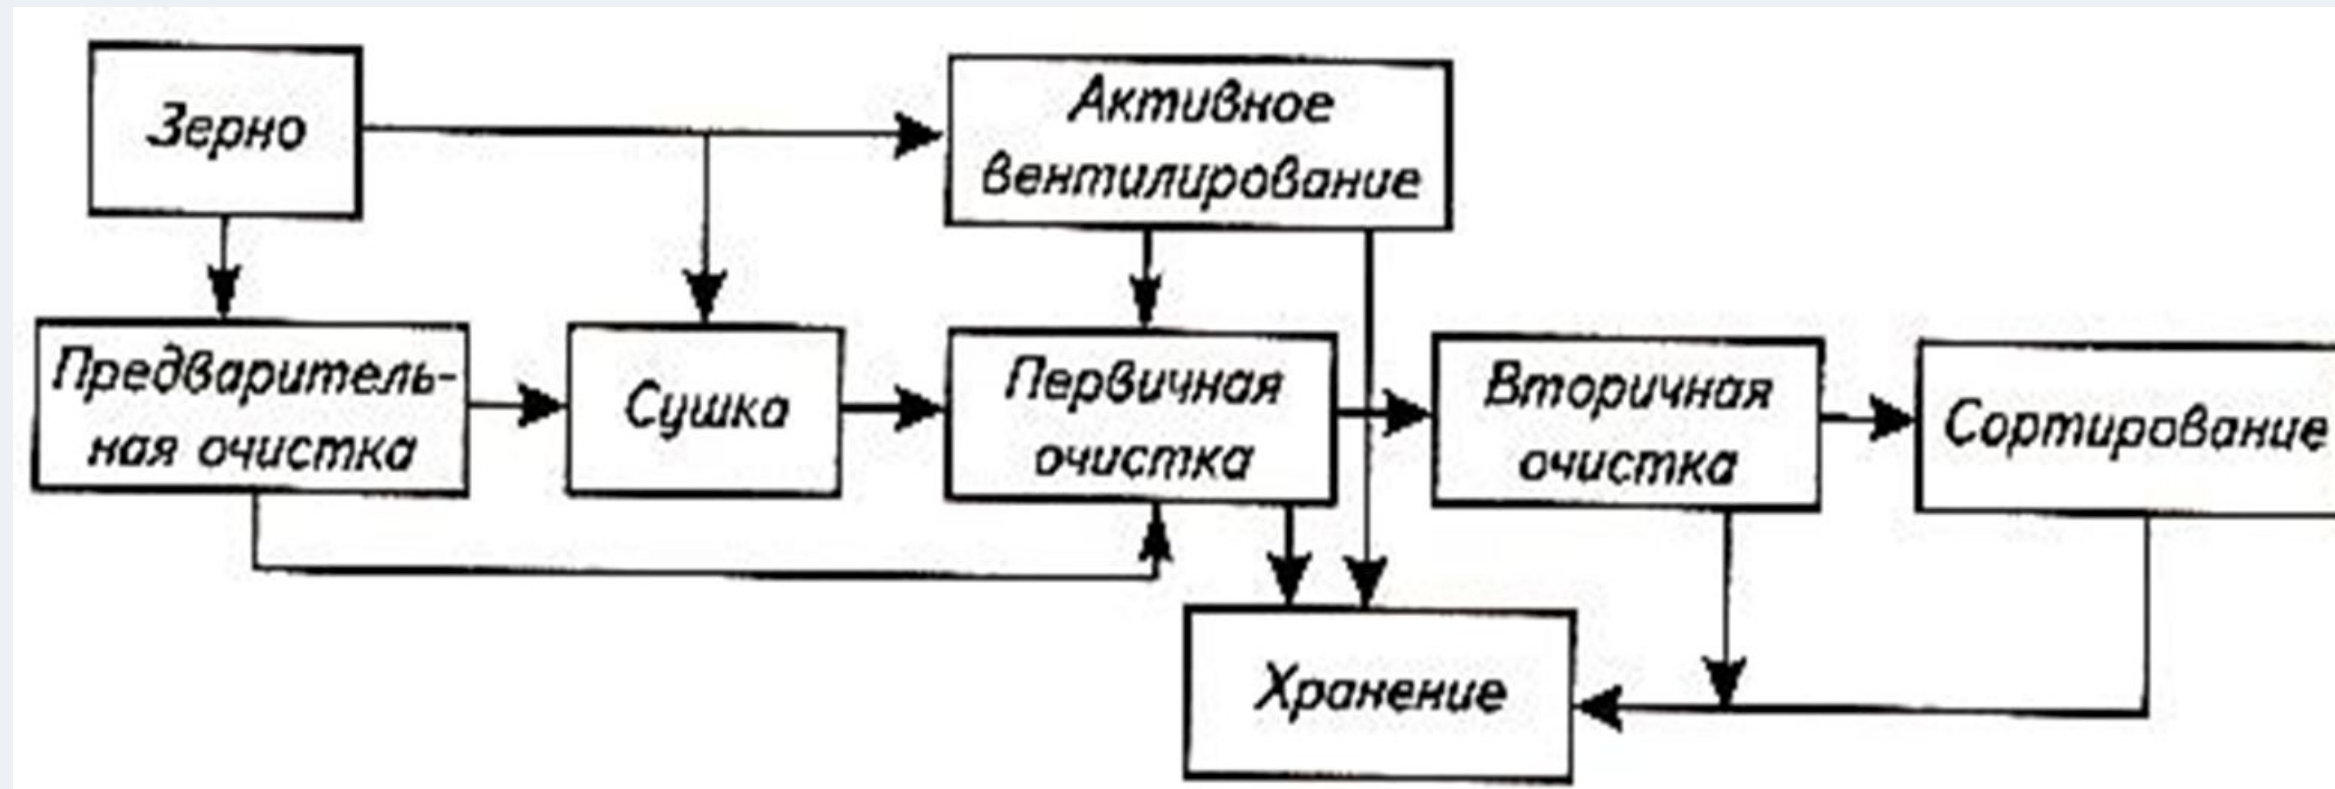 Зерно
Активное
вентилирование
Предваритель-
ная очистка
Сушка
Первичная
очистка
Вторичная
очистка
Сортирование
Хранение